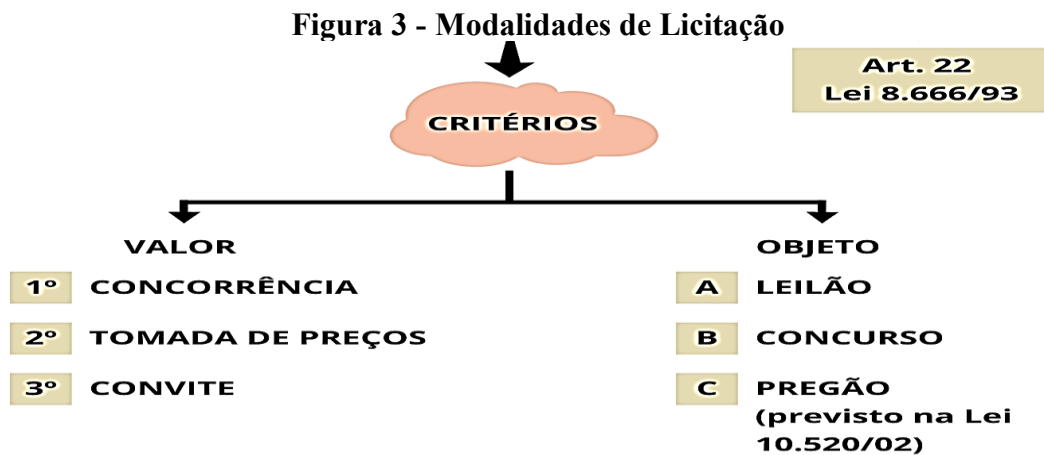 Figura 3 - Modalidades de Licitação
Art. 22
Lei 8.666/93
CRITÉRIOS
VALOR
1º CONCORRÊNCIA
2º TOMADA DE PREÇOS
3º CONVITE
OBJETO
A LEILÃO
B CONCURSO
C PREGÃO
(previsto na Lei
10.520/02)